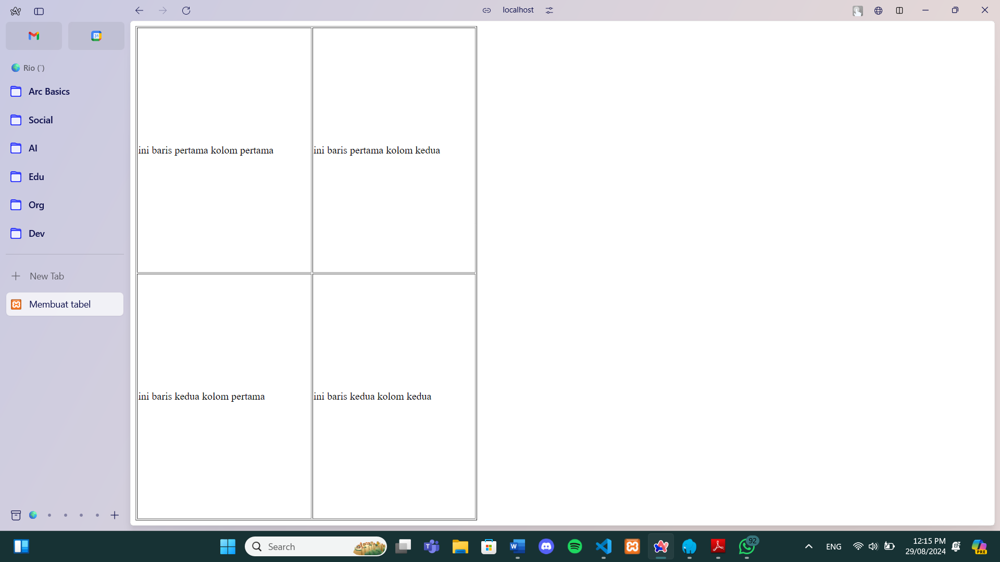 localhost
31
Rio (`)
Arc Basics
Social
AI
Edu
Org
Dev
New Tab
Membuat tabel
ini baris pertama kolom pertama
ini baris pertama kolom kedua
ini baris kedua kolom pertama
ini baris kedua kolom kedua
Search
92
ENG
12:15 PM
29/08/2024
PRE